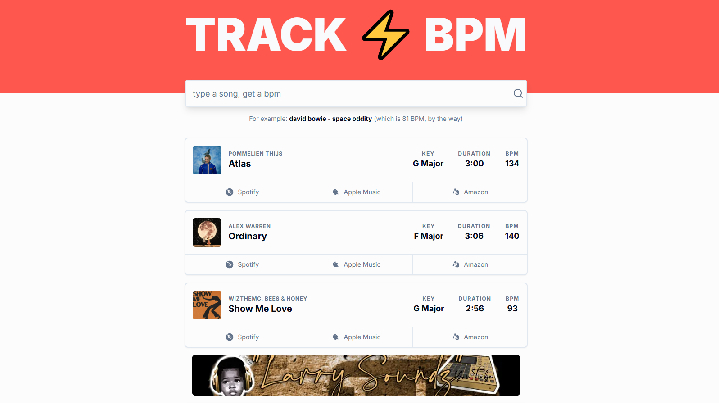 TRACK ⚡ BPM
type a song, get a bpm
For example: david bowie - space oddity (which is 81 BPM, by the way!)
POMMELIEN THIJS
Atlas
KEY DURATION BPM
G Major 3:00 134
Spotify Apple Music Amazon
ALEX WARREN
Ordinary
KEY DURATION BPM
F Major 3:06 140
Spotify Apple Music Amazon
WIZTHEMC, BEES & HONEY
Show Me Love
KEY DURATION BPM
G Major 2:56 93
Spotify Apple Music Amazon
SHOW ME LOVE
"Larry Soundz"